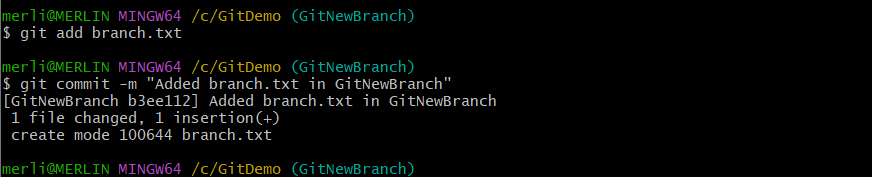 merli@MERLIN MINGW64 /c/GitDemo (GitNewBranch)
$ git add branch.txt
merli@MERLIN MINGW64 /c/GitDemo (GitNewBranch)
$ git commit -m "Added branch.txt in GitNewBranch"
[GitNewBranch b3ee112] Added branch.txt in GitNewBranch
 1 file changed, 1 insertion(+)
 create mode 100644 branch.txt
merli@MERLIN MINGW64 /c/GitDemo (GitNewBranch)